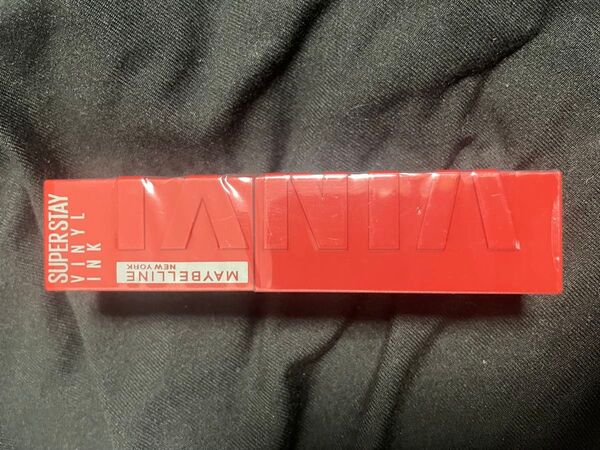 SUPERSTAY
VINYL
INK
MAYBELLINE
NEW YORK
VINYL